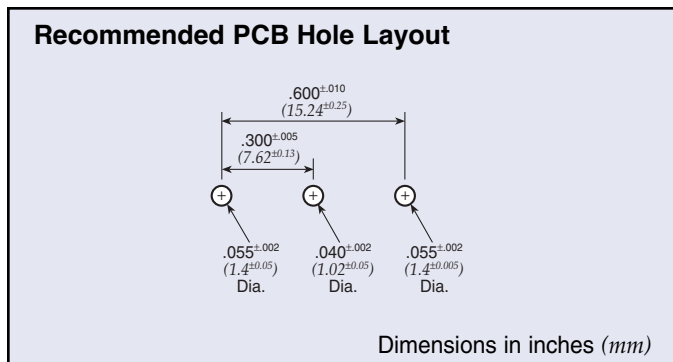 Recommended PCB Hole Layout
.600±.010
(15.24±0.25)
.300±.005
(7.62±0.13)
.055±.002 .040±.002 .055±.002
(1.4±0.05) (1.02±0.05) (1.4±0.005)
Dia. Dia. Dia.
Dimensions in inches (mm)